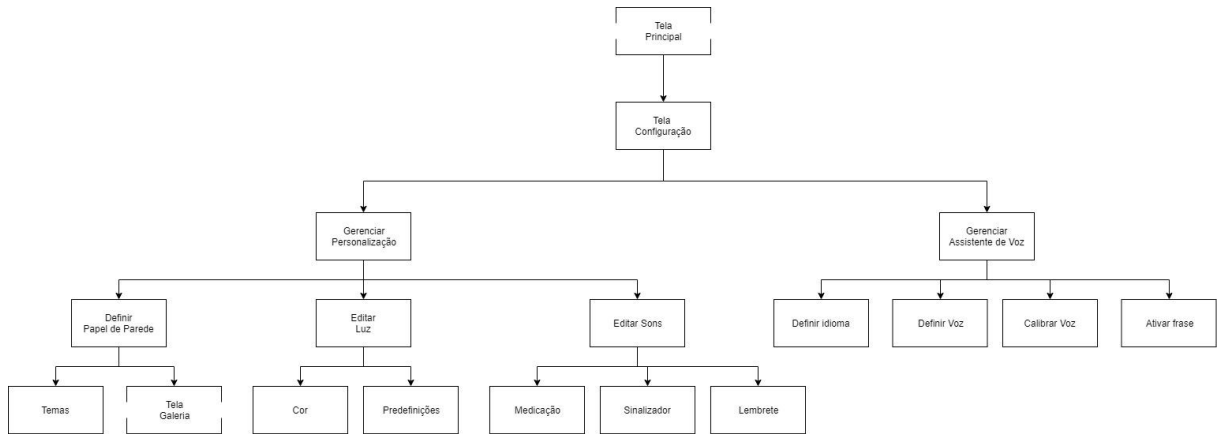 Tela
Principal
Tela
Configuração
Gerenciar
Personalização
Gerenciar
Assistente de Voz
Definir
Papel de Parede
Editar
Luz
Editar Sons
Definir idioma
Definir Voz
Calibrar Voz
Ativar frase
Temas
Tela
Galeria
Cor
Predefinições
Medicação
Sinalizador
Lembrete